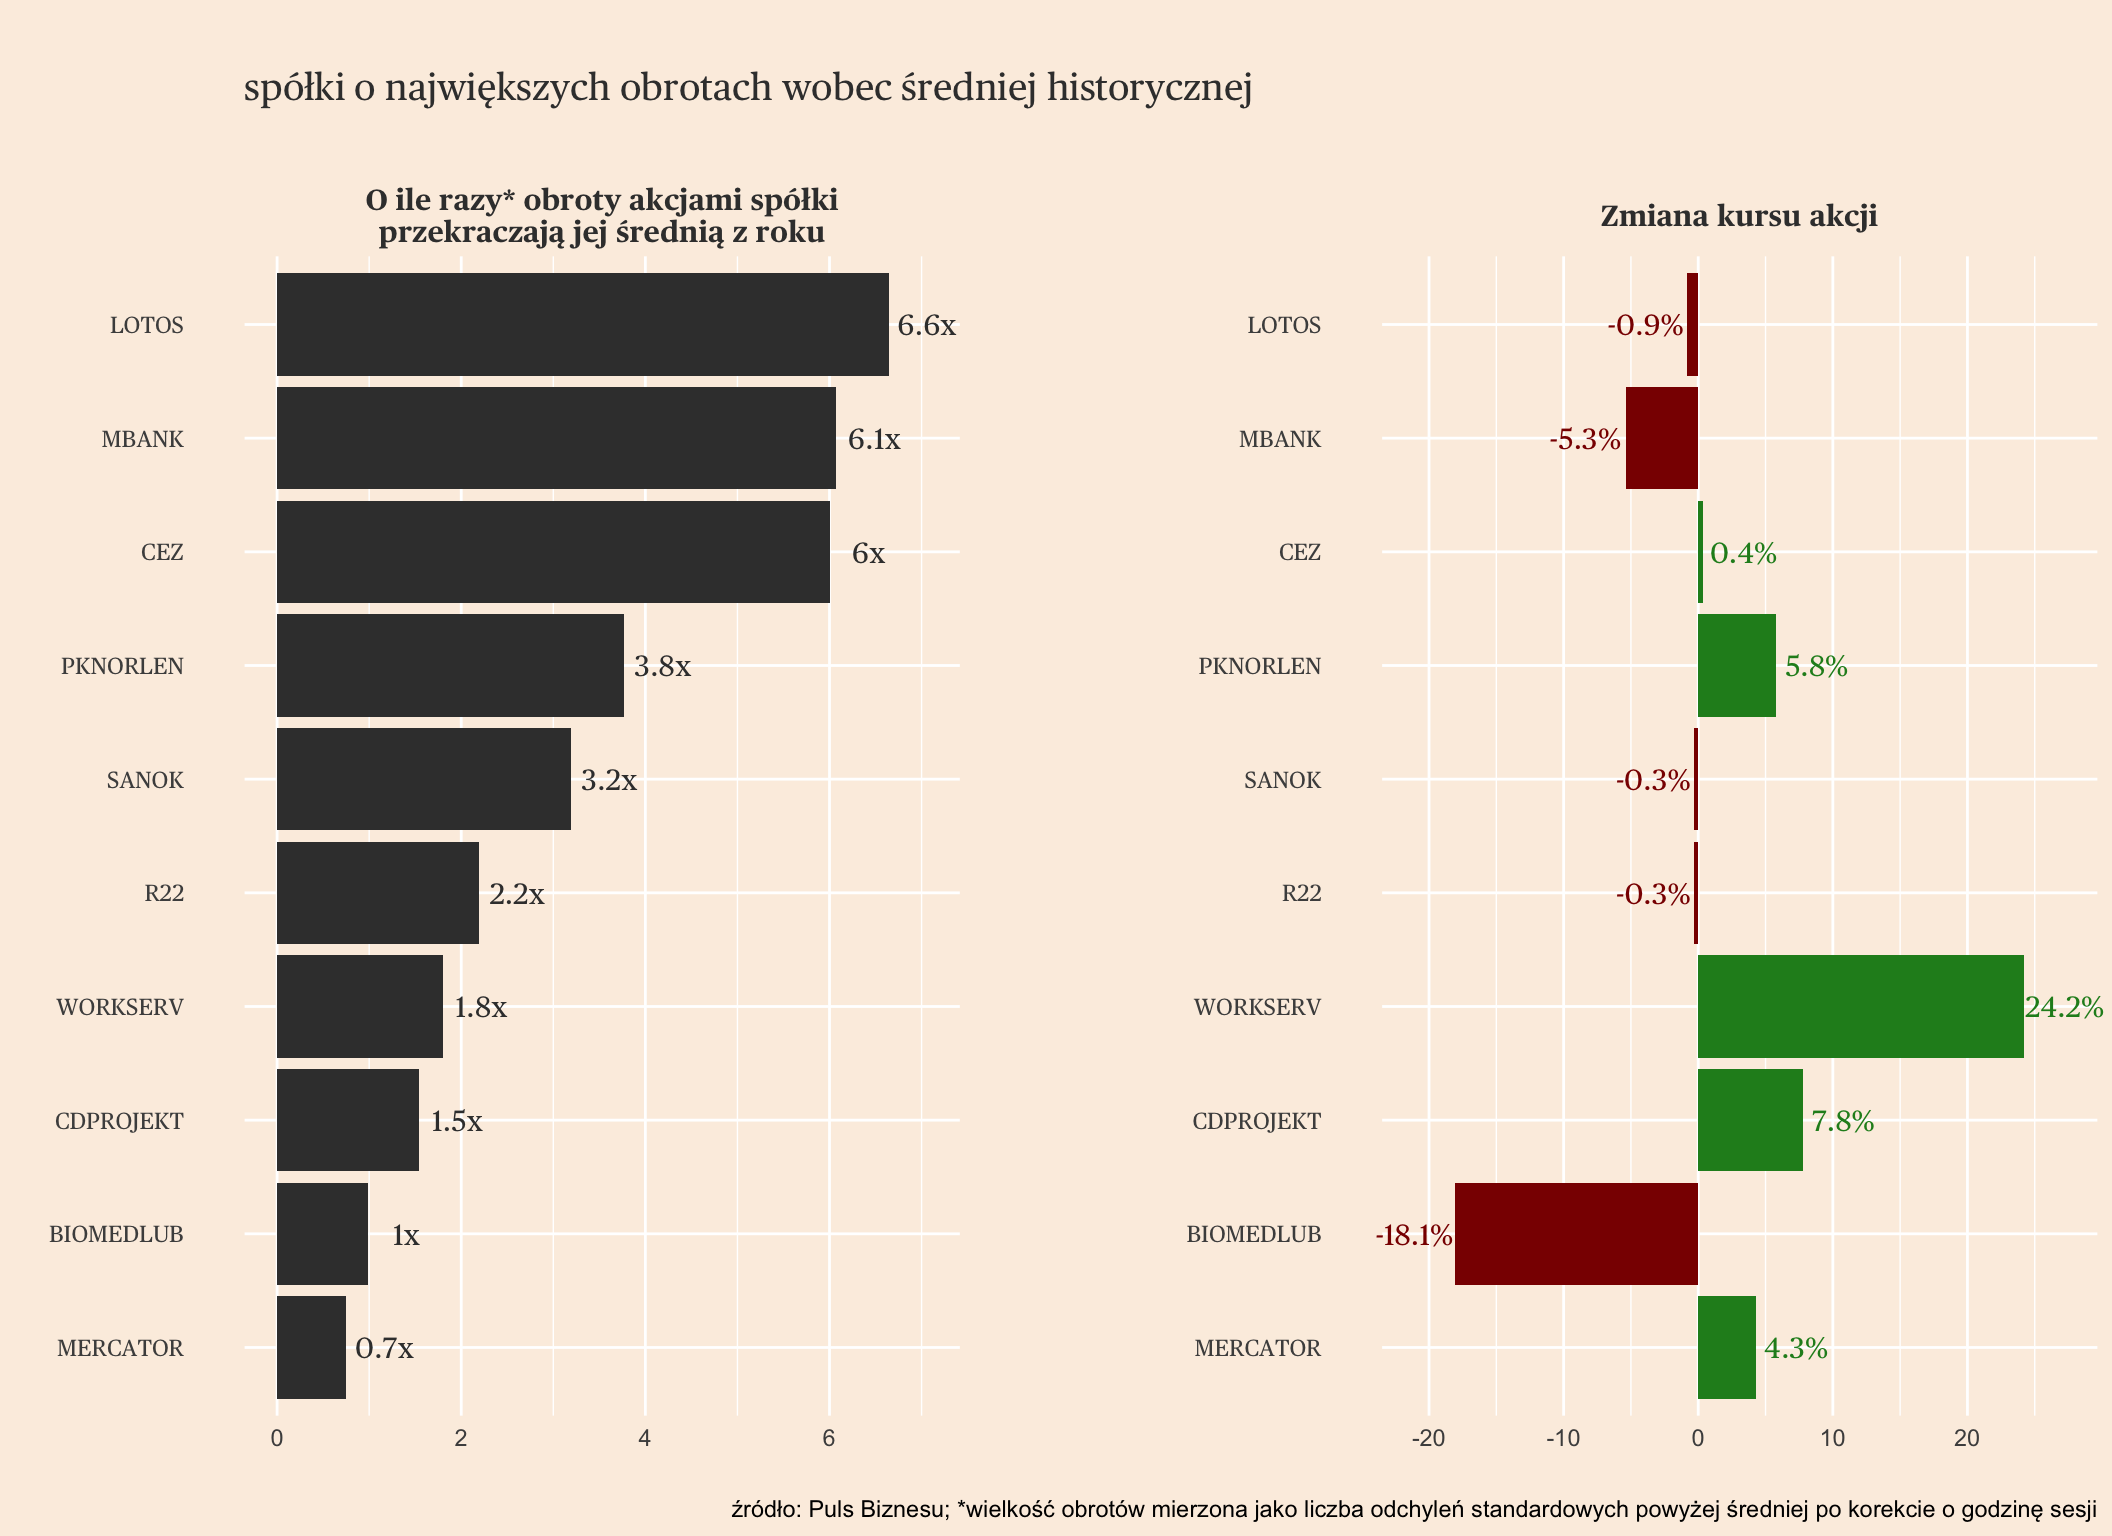 spółki o największych obrotach wobec średniej historycznej
O ile razy* obroty akcjami spółki
przekraczają jej średnią z roku
LOTOS 6.6x
MBANK 6.1x
CEZ 6x
PKNORLEN 3.8x
SANOK 3.2x
R22 2.2x
WORKSERV 1.8x
CDPROJEKT 1.5x
BIOMEDLUB 1x
MERCATOR 0.7x
0 2 4 6
Zmiana kursu akcji
LOTOS -0.9%
MBANK -5.3%
CEZ 0.4%
PKNORLEN 5.8%
SANOK -0.3%
R22 -0.3%
WORKSERV 24.2%
CDPROJEKT 7.8%
BIOMEDLUB -18.1%
MERCATOR 4.3%
-20 -10 0 10 20
źródło: Puls Biznesu; *wielkość obrotów mierzona jako liczba odchyleń standardowych powyżej średniej po korekcie o godzinę sesji